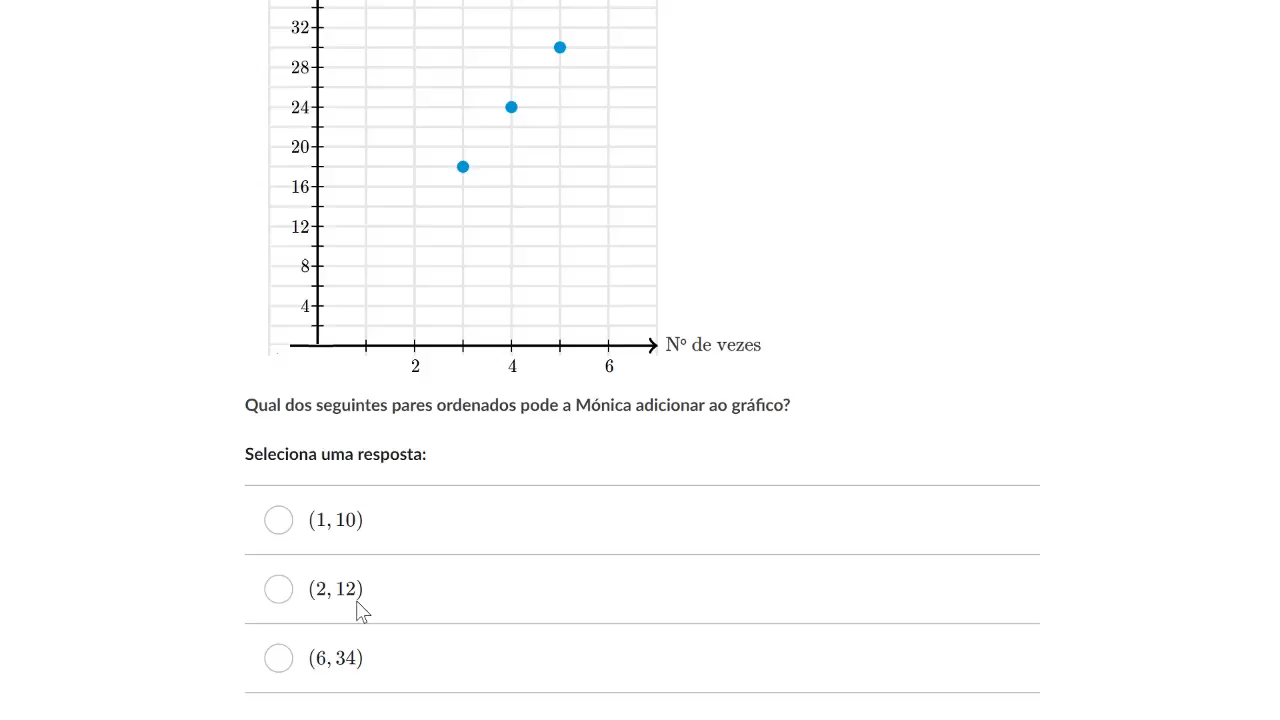 32
28
24
20
16
12
8
4
Nº de vezes
2 4 6
Qual dos seguintes pares ordenados pode a Mónica adicionar ao gráfico?
Seleciona uma resposta:
(1, 10)
(2, 12)
(6, 34)